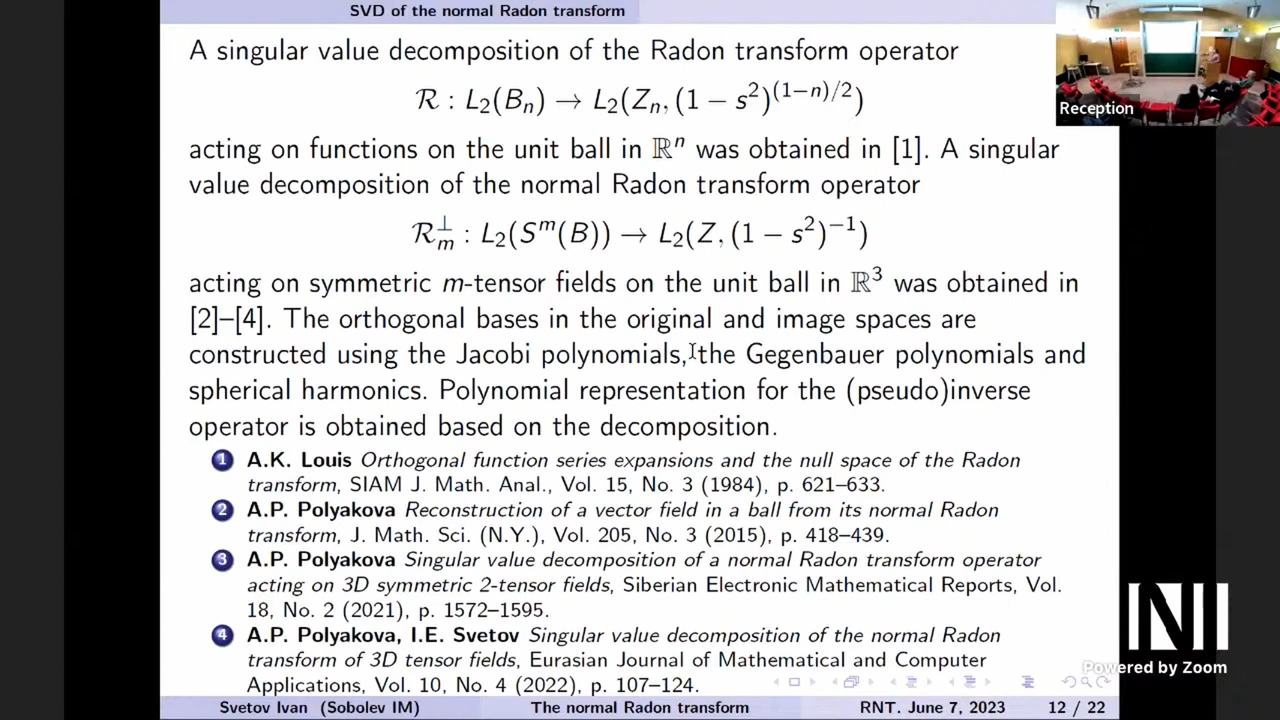 SVD of the normal Radon transform
A singular value decomposition of the Radon transform operator
R : L₂(Bₙ) → L₂(Zₙ, (1 − s²)^{(1−n)/2})
acting on functions on the unit ball in ℝⁿ was obtained in [1]. A singular
value decomposition of the normal Radon transform operator
R_m^⊥ : L₂(S^m(B)) → L₂(Z, (1 − s²)^{−1})
acting on symmetric m-tensor fields on the unit ball in ℝ³ was obtained in
[2]–[4]. The orthogonal bases in the original and image spaces are
constructed using the Jacobi polynomials, the Gegenbauer polynomials and
spherical harmonics. Polynomial representation for the (pseudo)inverse
operator is obtained based on the decomposition.
1 A.K. Louis Orthogonal function series expansions and the null space of the Radon
transform, SIAM J. Math. Anal., Vol. 15, No. 3 (1984), p. 621–633.
2 A.P. Polyakova Reconstruction of a vector field in a ball from its normal Radon
transform, J. Math. Sci. (N.Y.), Vol. 205, No. 3 (2015), p. 418–439.
3 A.P. Polyakova Singular value decomposition of a normal Radon transform operator
acting on 3D symmetric 2-tensor fields, Siberian Electronic Mathematical Reports, Vol.
18, No. 2 (2021), p. 1572–1595.
4 A.P. Polyakova, I.E. Svetov Singular value decomposition of the normal Radon
transform of 3D tensor fields, Eurasian Journal of Mathematical and Computer
Applications, Vol. 10, No. 4 (2022), p. 107–124.
Svetov Ivan (Sobolev IM) The normal Radon transform RNT. June 7, 2023 12 / 22
Reception
NI
Powered by Zoom